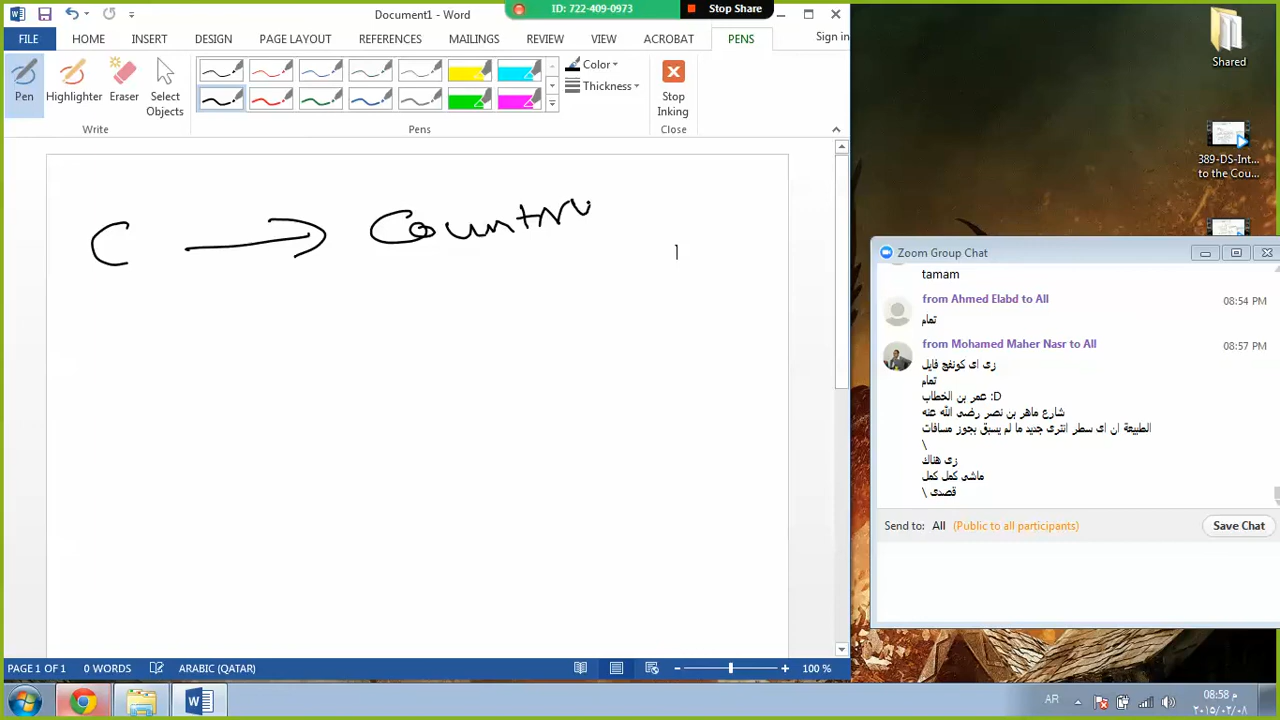 Document1 - Word
ID: 722-409-0973
Stop Share
FILE
HOME
INSERT
DESIGN
PAGE LAYOUT
REFERENCES
MAILINGS
REVIEW
VIEW
ACROBAT
PENS
Sign in
Pen
Highlighter
Eraser
Select Objects
Color
Thickness
Stop Inking
Write
Pens
Close
C → Country
Shared
389-DS-Int...
to the Cou...
Zoom Group Chat
tamam
from Ahmed Elabd to All
08:54 PM
تمام
from Mohamed Maher Nasr to All
08:57 PM
زى اى كونفج فايل
تمام
عمر بن الخطاب :D
شارع ماهر بن نصر رضى الله عنه
الطبيعة ان اى سطر انترى جديد ما لم يسبق بجوز مسافات
\
زى هناك
ماشى كمل كمل
قصدى \
Send to: All (Public to all participants)
Save Chat
PAGE 1 OF 1
0 WORDS
ARABIC (QATAR)
100 %
AR
08:58 م
٢٠١٥/٠٢/٠٨